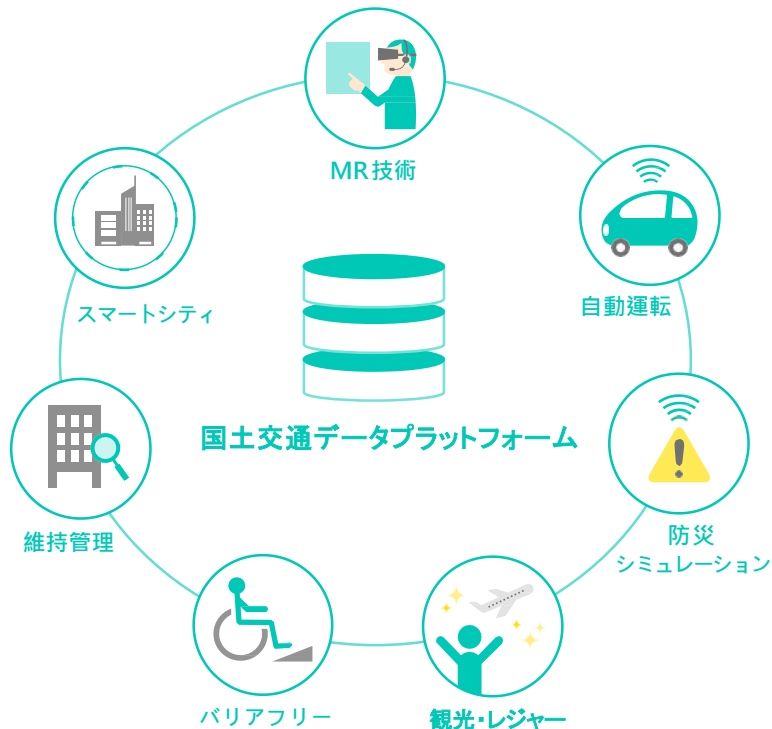 MR技術
スマートシティ
自動運転
国土交通データプラットフォーム
維持管理
防災
シミュレーション
バリアフリー
観光・レジャー